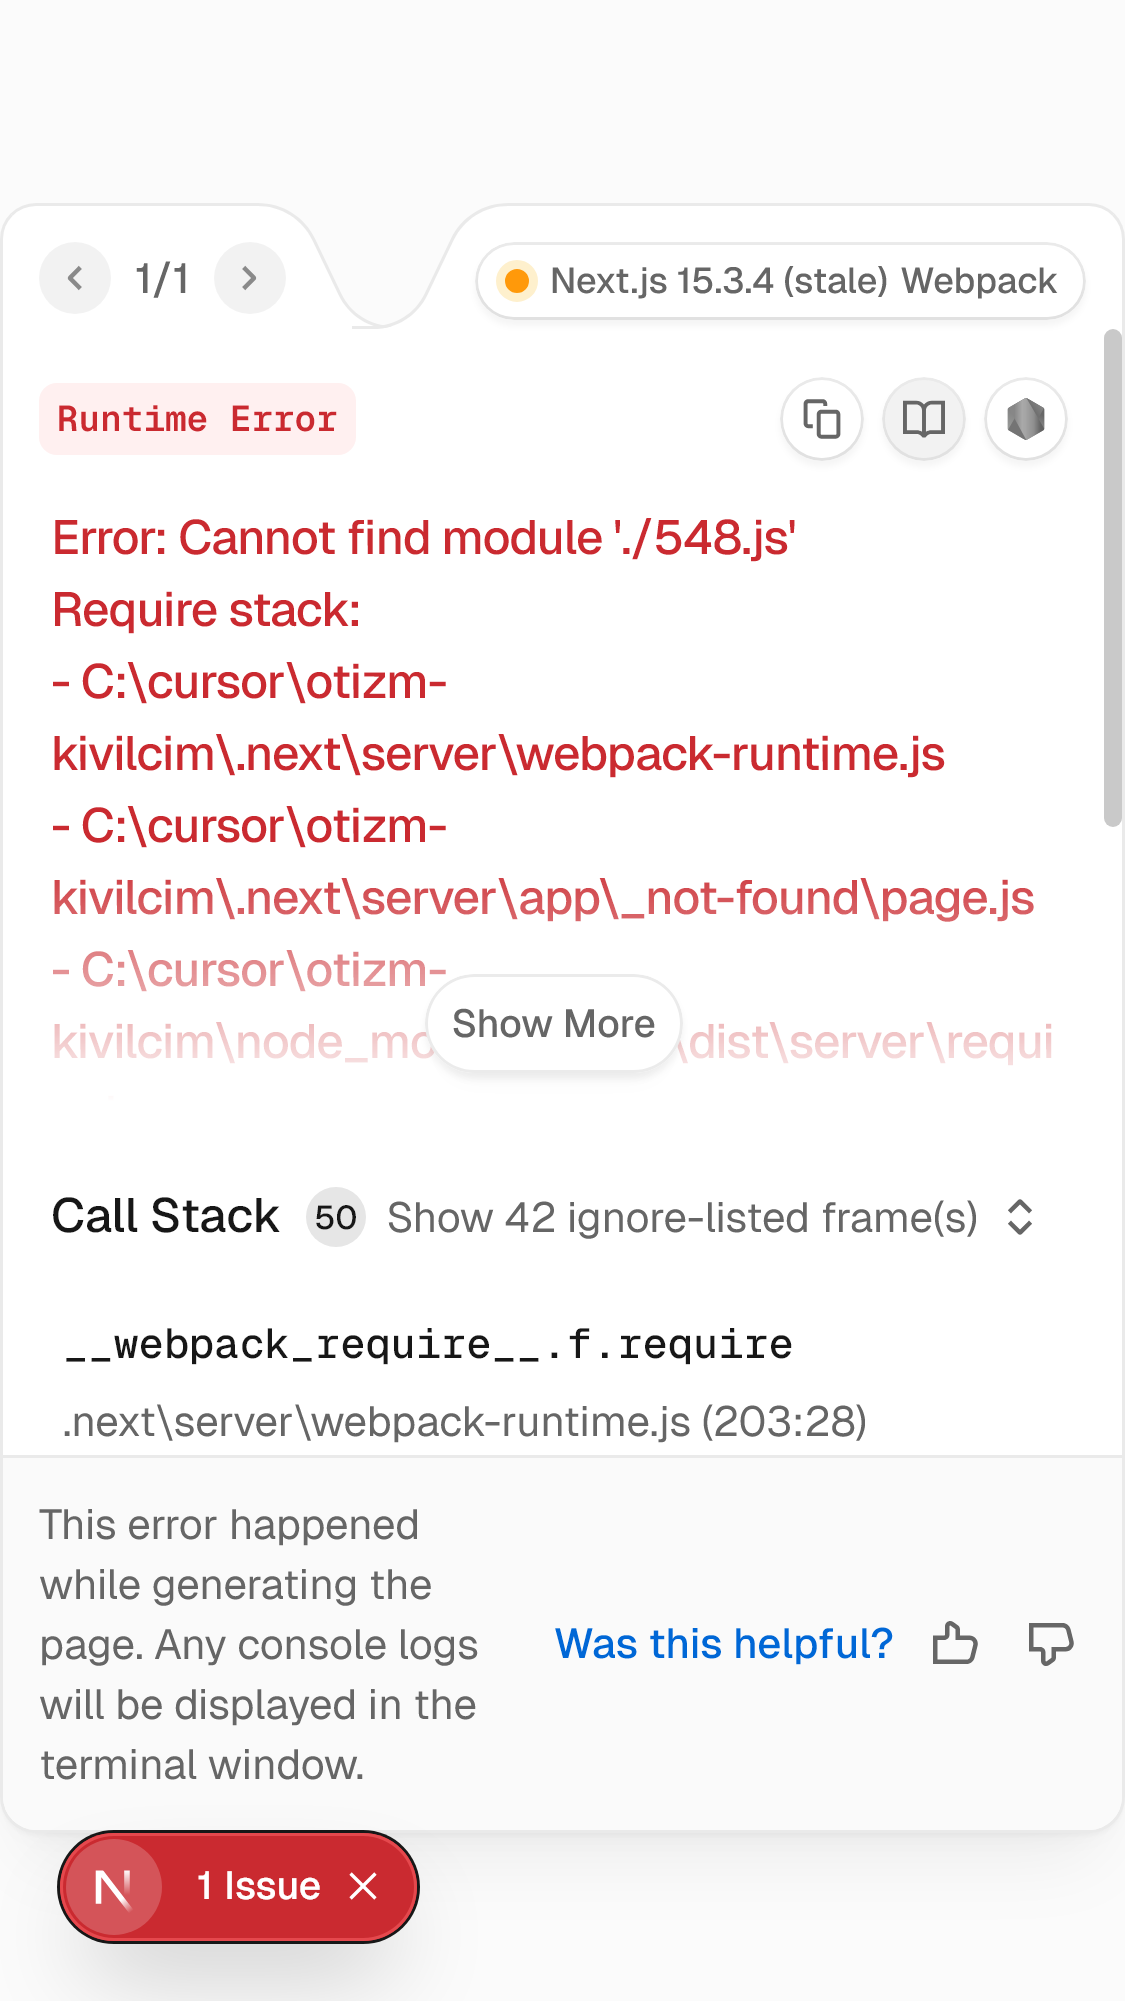 1/1
Next.js 15.3.4 (stale) Webpack
Runtime Error
Error: Cannot find module './548.js'
Require stack:
- C:\cursor\otizm-
kivilcim\.next\server\webpack-runtime.js
- C:\cursor\otizm-
kivilcim\.next\server\app\_not-found\page.js
- C:\cursor\otizm-
kivilcim\node_mo \dist\server\requi
Show More
Call Stack 50 Show 42 ignore-listed frame(s)
__webpack_require__.f.require
.next\server\webpack-runtime.js (203:28)
This error happened
while generating the
page. Any console logs
will be displayed in the
terminal window.
Was this helpful?
N 1 Issue